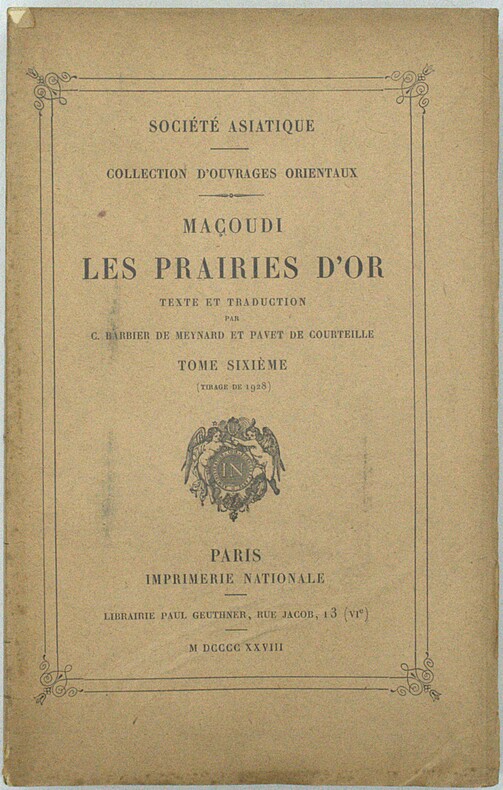 SOCIÉTÉ ASIATIQUE
COLLECTION D'OUVRAGES ORIENTAUX
MAÇOUDI
LES PRAIRIES D'OR
TEXTE ET TRADUCTION
PAR
C. BARBIER DE MEYNARD ET PAVET DE COURTEILLE
TOME SIXIÈME
(TIRAGE DE 1928)
IN
PARIS
IMPRIMERIE NATIONALE
LIBRAIRIE PAUL GEUTHNER, RUE JACOB, 13 (VIe)
M DCCCC XXVIII